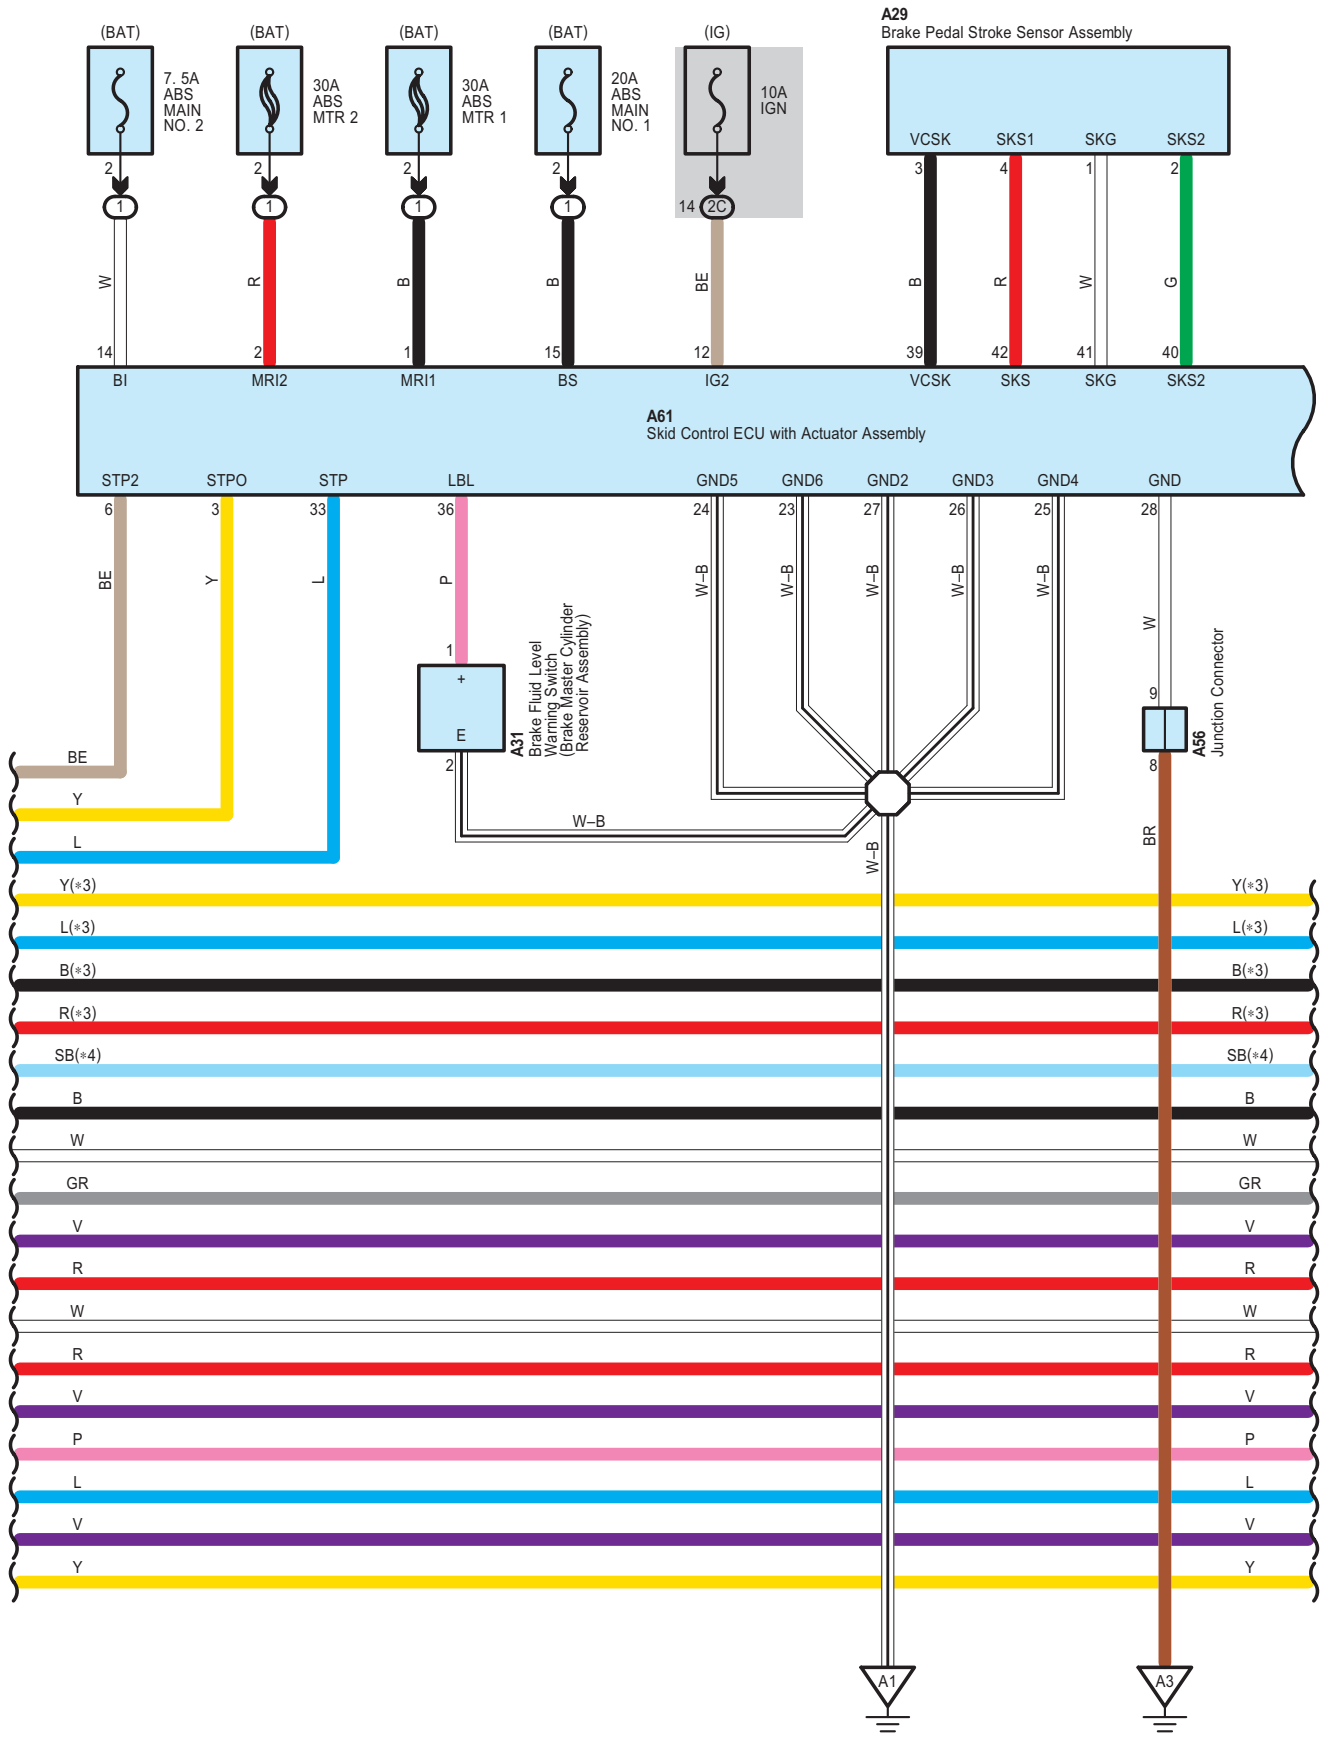 A29
Brake Pedal Stroke Sensor Assembly
(BAT) (BAT) (BAT) (BAT) (IG)
7. 5A
ABS
MAIN
NO. 2
30A
ABS
MTR 2
30A
ABS
MTR 1
20A
ABS
MAIN
NO. 1
10A
IGN
VCSK SKS1 SKG SKS2
2 2 2 2 3 4 1 2
1 1 1 1 14 2C
W R B B BE B R W G
14 2 1 15 12 39 42 41 40
BI MRI2 MRI1 BS IG2 VCSK SKS SKG SKS2
A61
Skid Control ECU with Actuator Assembly
STP2 STPO STP LBL GND5 GND6 GND2 GND3 GND4 GND
6 3 33 36 24 23 27 26 25 28
BE Y L P W–B W–B W–B W–B W–B W
1
+
E
2
A31
Brake Fluid Level
Warning Switch
(Brake Master Cylinder
Reservoir Assembly)
9
8
A56
Junction Connector
BE
Y
W–B
L
W–B
BR
Y(*3) Y(*3)
L(*3) L(*3)
B(*3) B(*3)
R(*3) R(*3)
SB(*4) SB(*4)
B B
W W
GR GR
V V
R R
W W
R R
V V
P P
L L
V V
Y Y
A1 A3